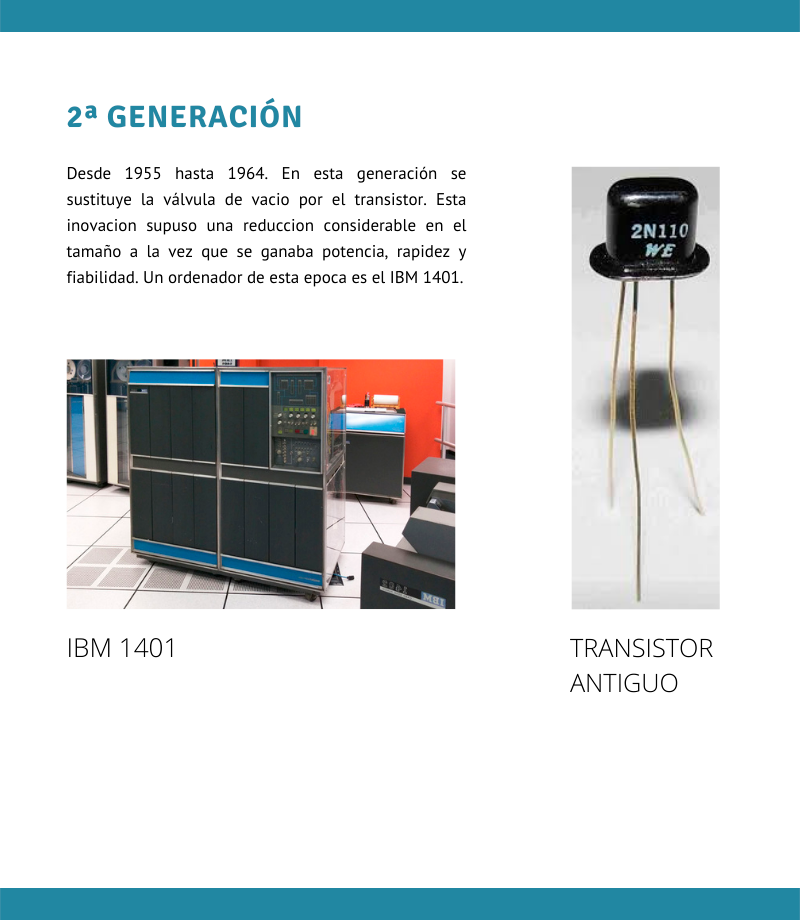 2ª GENERACIÓN
Desde 1955 hasta 1964. En esta generación se
sustituye la válvula de vacio por el transistor. Esta
inovacion supuso una reduccion considerable en el
tamaño a la vez que se ganaba potencia, rapidez y
fiabilidad. Un ordenador de esta epoca es el IBM 1401.
2N110
WE
IBM 1401
TRANSISTOR
ANTIGUO